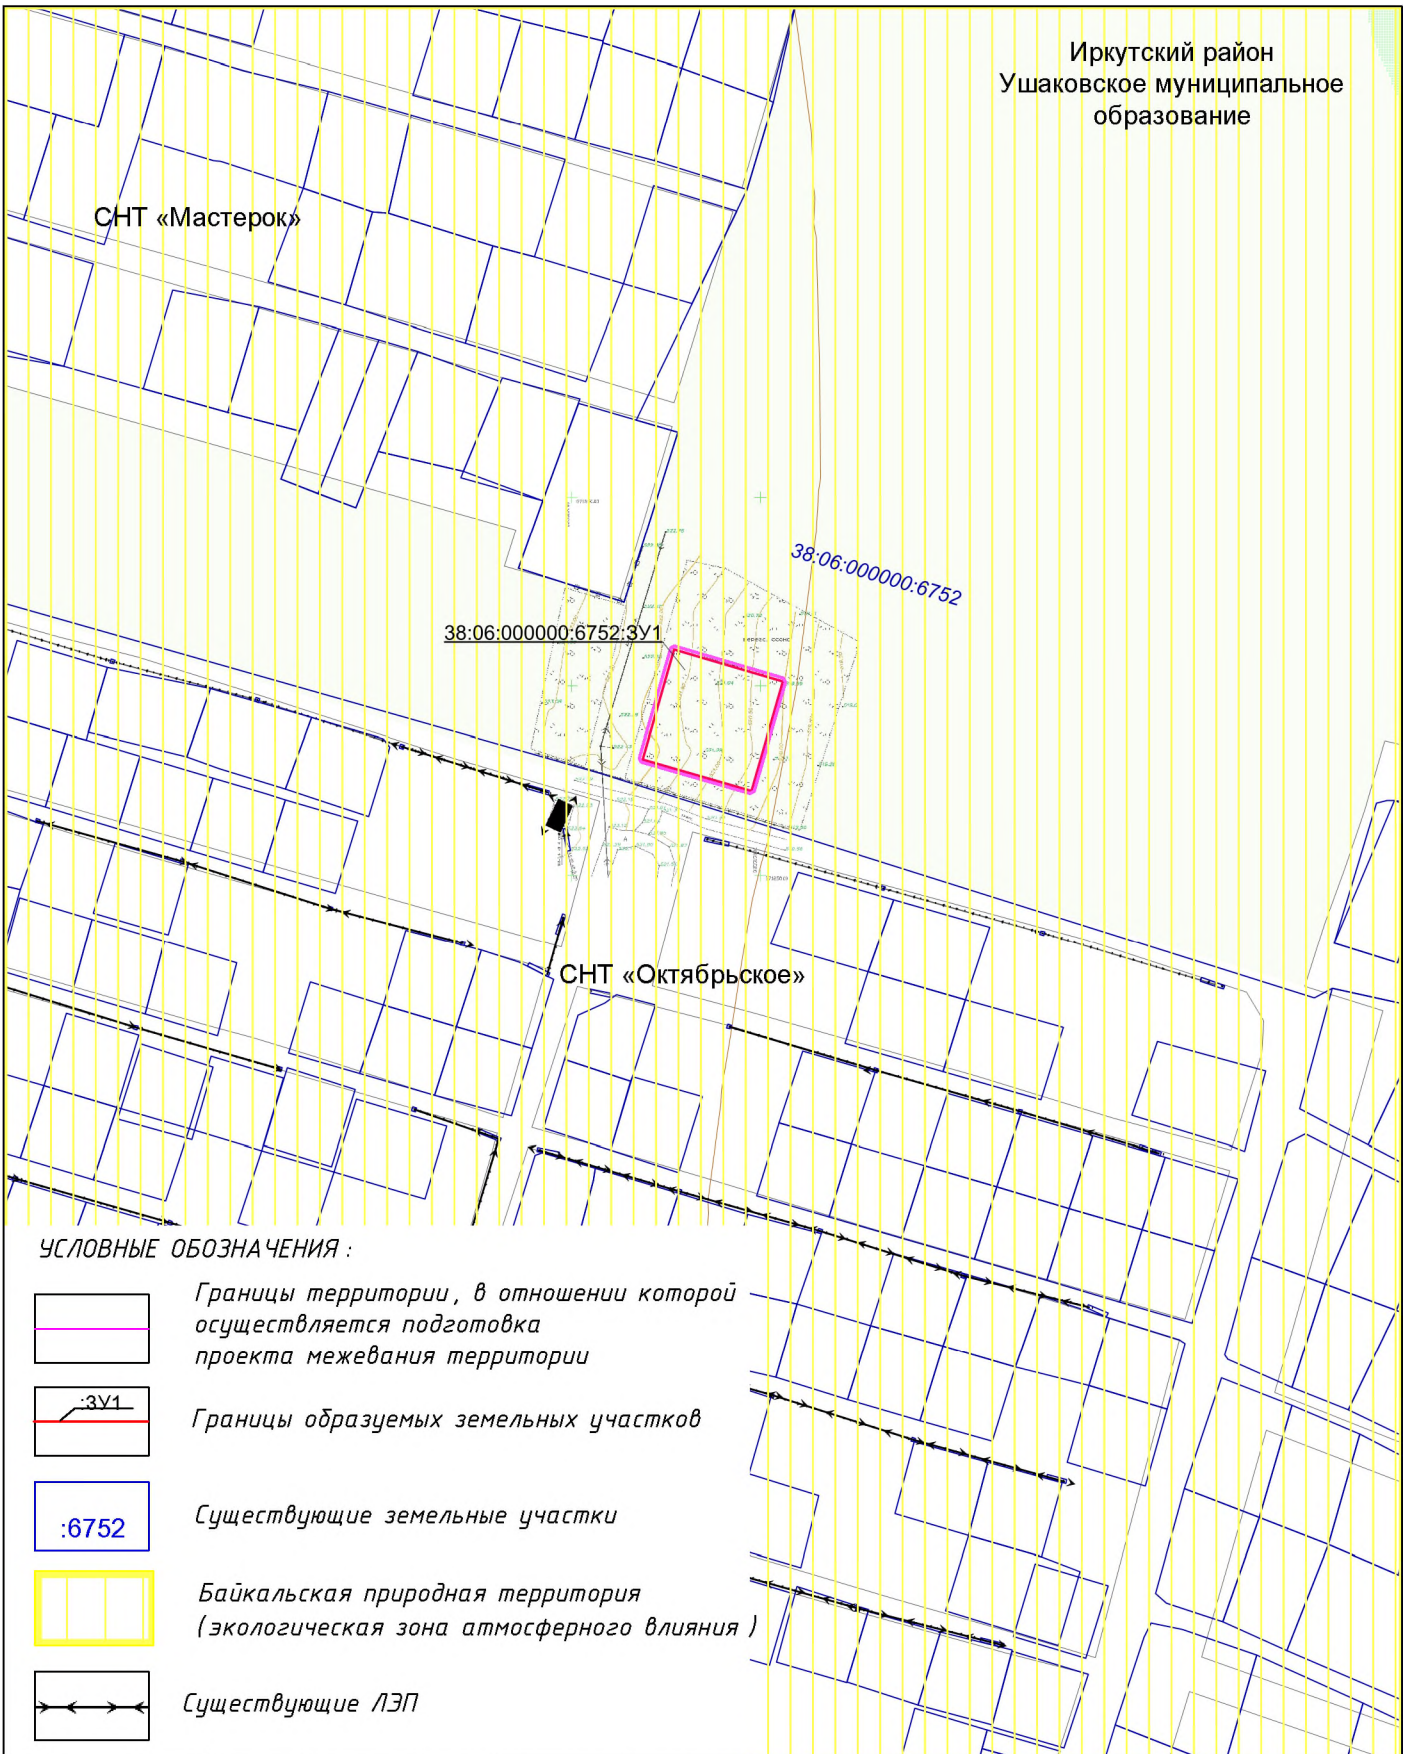 Иркутский район
Ушаковское муниципальное
образование
СНТ «Мастерок»
38:06:000000:6752
38:06:000000:6752:ЗУ1
СНТ «Октябрьское»
УСЛОВНЫЕ ОБОЗНАЧЕНИЯ :
Границы территории, в отношении которой
осуществляется подготовка
проекта межевания территории
:ЗУ1
Границы образуемых земельных участков
:6752
Существующие земельные участки
Байкальская природная территория
(экологическая зона атмосферного влияния )
Существующие ЛЭП